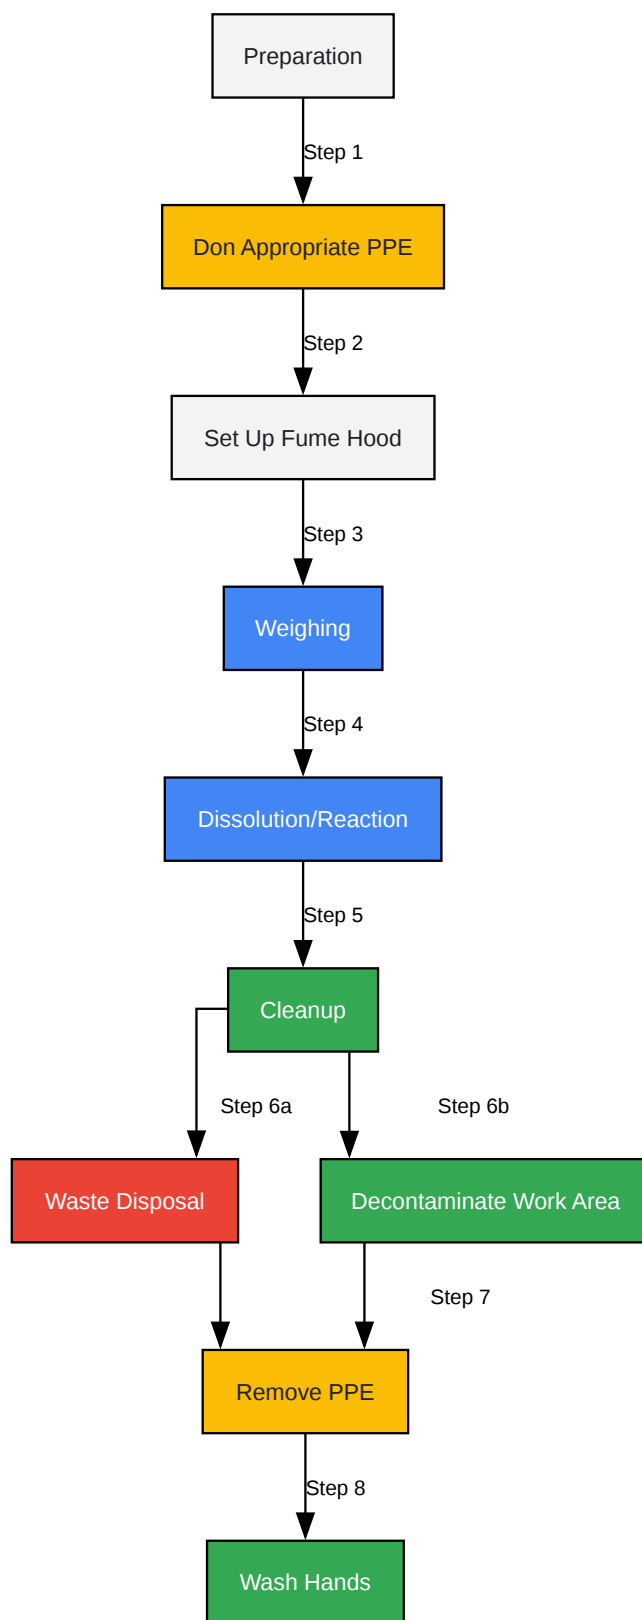 Preparation
Step 1
Don Appropriate PPE
Step 2
Set Up Fume Hood
Step 3
Weighing
Step 4
Dissolution/Reaction
Step 5
Cleanup
Step 6a
Step 6b
Waste Disposal
Decontaminate Work Area
Step 7
Remove PPE
Step 8
Wash Hands